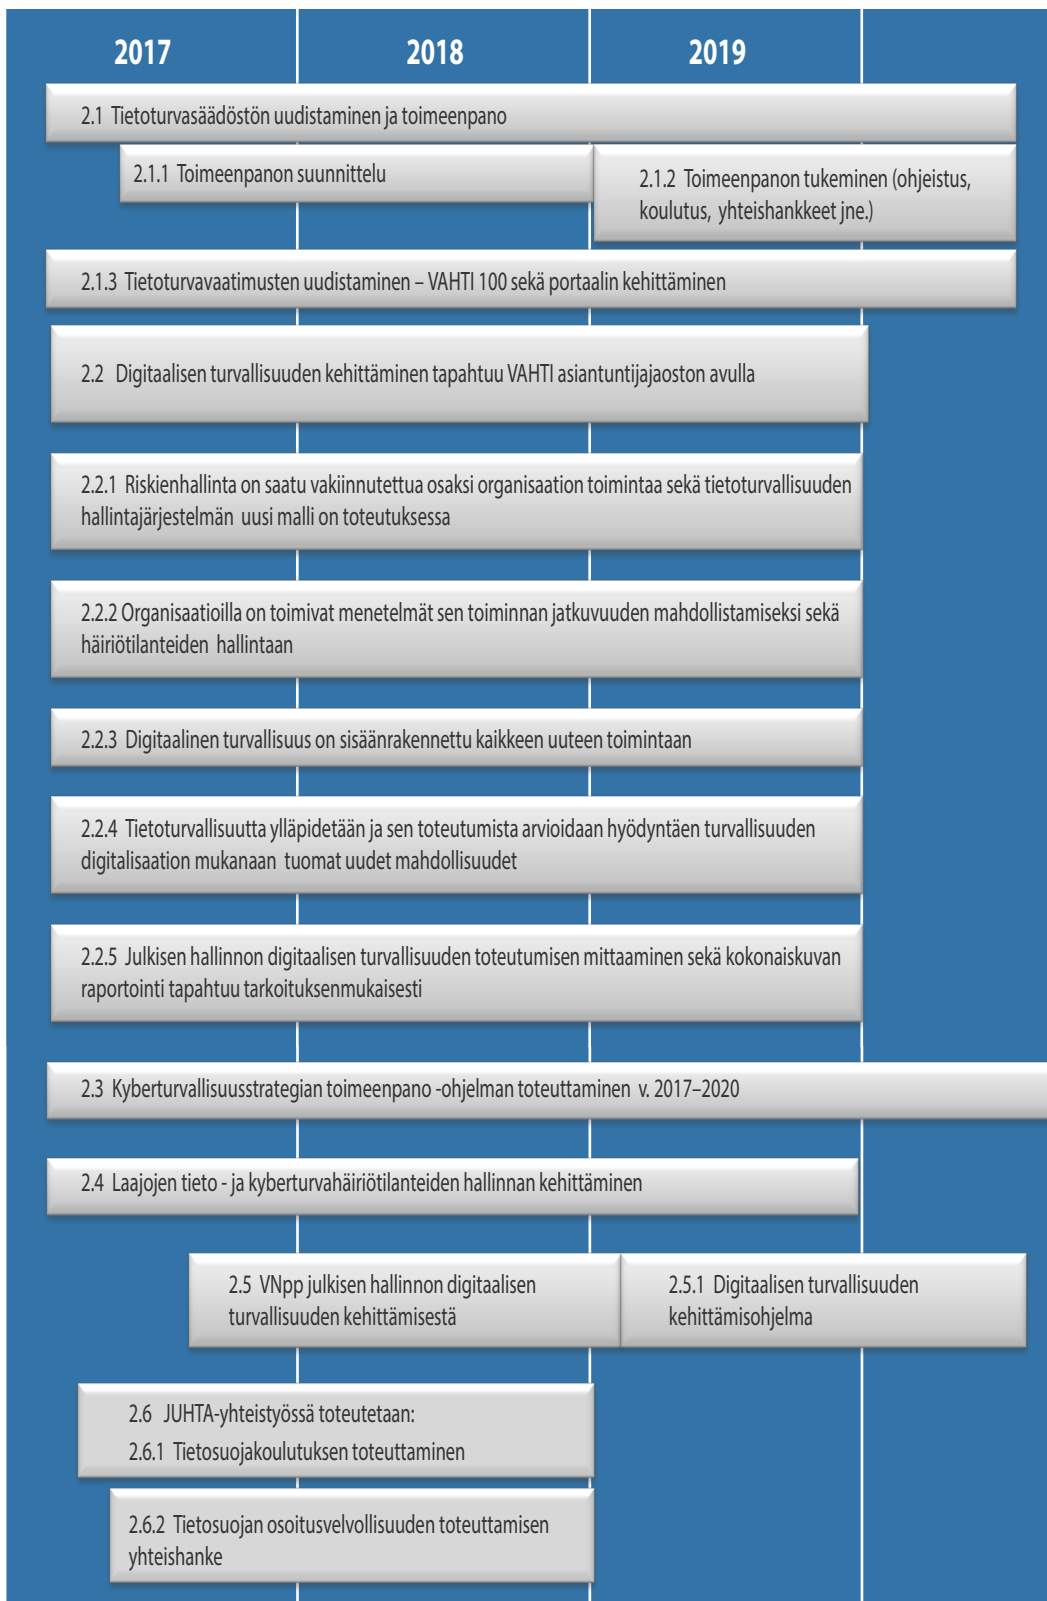 2017 2018 2019
2.1 Tietoturvasäädöstön uudistaminen ja toimeenpano
2.1.1 Toimeenpanon suunnittelu
2.1.2 Toimeenpanon tukeminen (ohjeistus,
koulutus, yhteishankkeet jne.)
2.1.3 Tietoturvavaatimusten uudistaminen – VAHTI 100 sekä portaalin kehittäminen
2.2 Digitaalisen turvallisuuden kehittäminen tapahtuu VAHTI asiantuntijajaoston avulla
2.2.1 Riskienhallinta on saatu vakiinnutettua osaksi organisaation toimintaa sekä tietoturvallisuuden
hallintajärjestelmän uusi malli on toteutuksessa
2.2.2 Organisaatioilla on toimivat menetelmät sen toiminnan jatkuvuuden mahdollistamiseksi sekä
häiriötilanteiden hallintaan
2.2.3 Digitaalinen turvallisuus on sisäänrakennettu kaikkeen uuteen toimintaan
2.2.4 Tietoturvallisuutta ylläpidetään ja sen toteutumista arvioidaan hyödyntäen turvallisuuden
digitalisaation mukanaan tuomat uudet mahdollisuudet
2.2.5 Julkisen hallinnon digitaalisen turvallisuuden toteutumisen mittaaminen sekä kokonaiskuvan
raportointi tapahtuu tarkoituksenmukaisesti
2.3 Kyberturvallisuusstrategian toimeenpano -ohjelman toteuttaminen v. 2017–2020
2.4 Laajojen tieto - ja kyberturvahäiriötilanteiden hallinnan kehittäminen
2.5 VNpp julkisen hallinnon digitaalisen
turvallisuuden kehittämisestä
2.5.1 Digitaalisen turvallisuuden
kehittämisohjelma
2.6 JUHTA-yhteistyössä toteutetaan:
2.6.1 Tietosuojakoulutuksen toteuttaminen
2.6.2 Tietosuojan osoitusvelvollisuuden toteuttamisen
yhteishanke